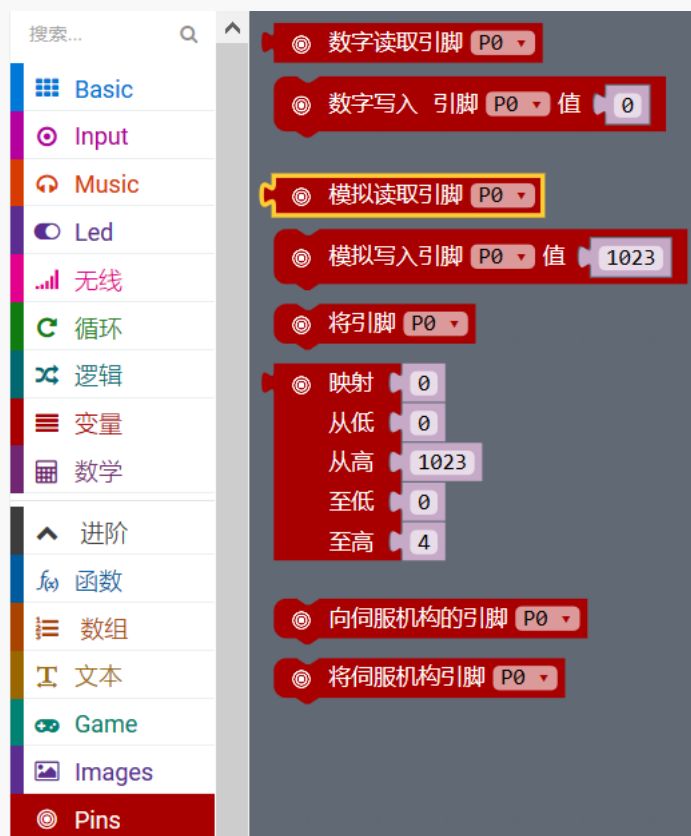 搜索...
Basic
Input
Music
Led
无线
循环
逻辑
变量
数学
进阶
函数
数组
文本
Game
Images
Pins
数字读取引脚 P0
数字写入 引脚 P0 值 0
模拟读取引脚 P0
模拟写入引脚 P0 值 1023
将引脚 P0
映射 0
从低 0
从高 1023
至低 0
至高 4
向伺服机构的引脚 P0
将伺服机构引脚 P0